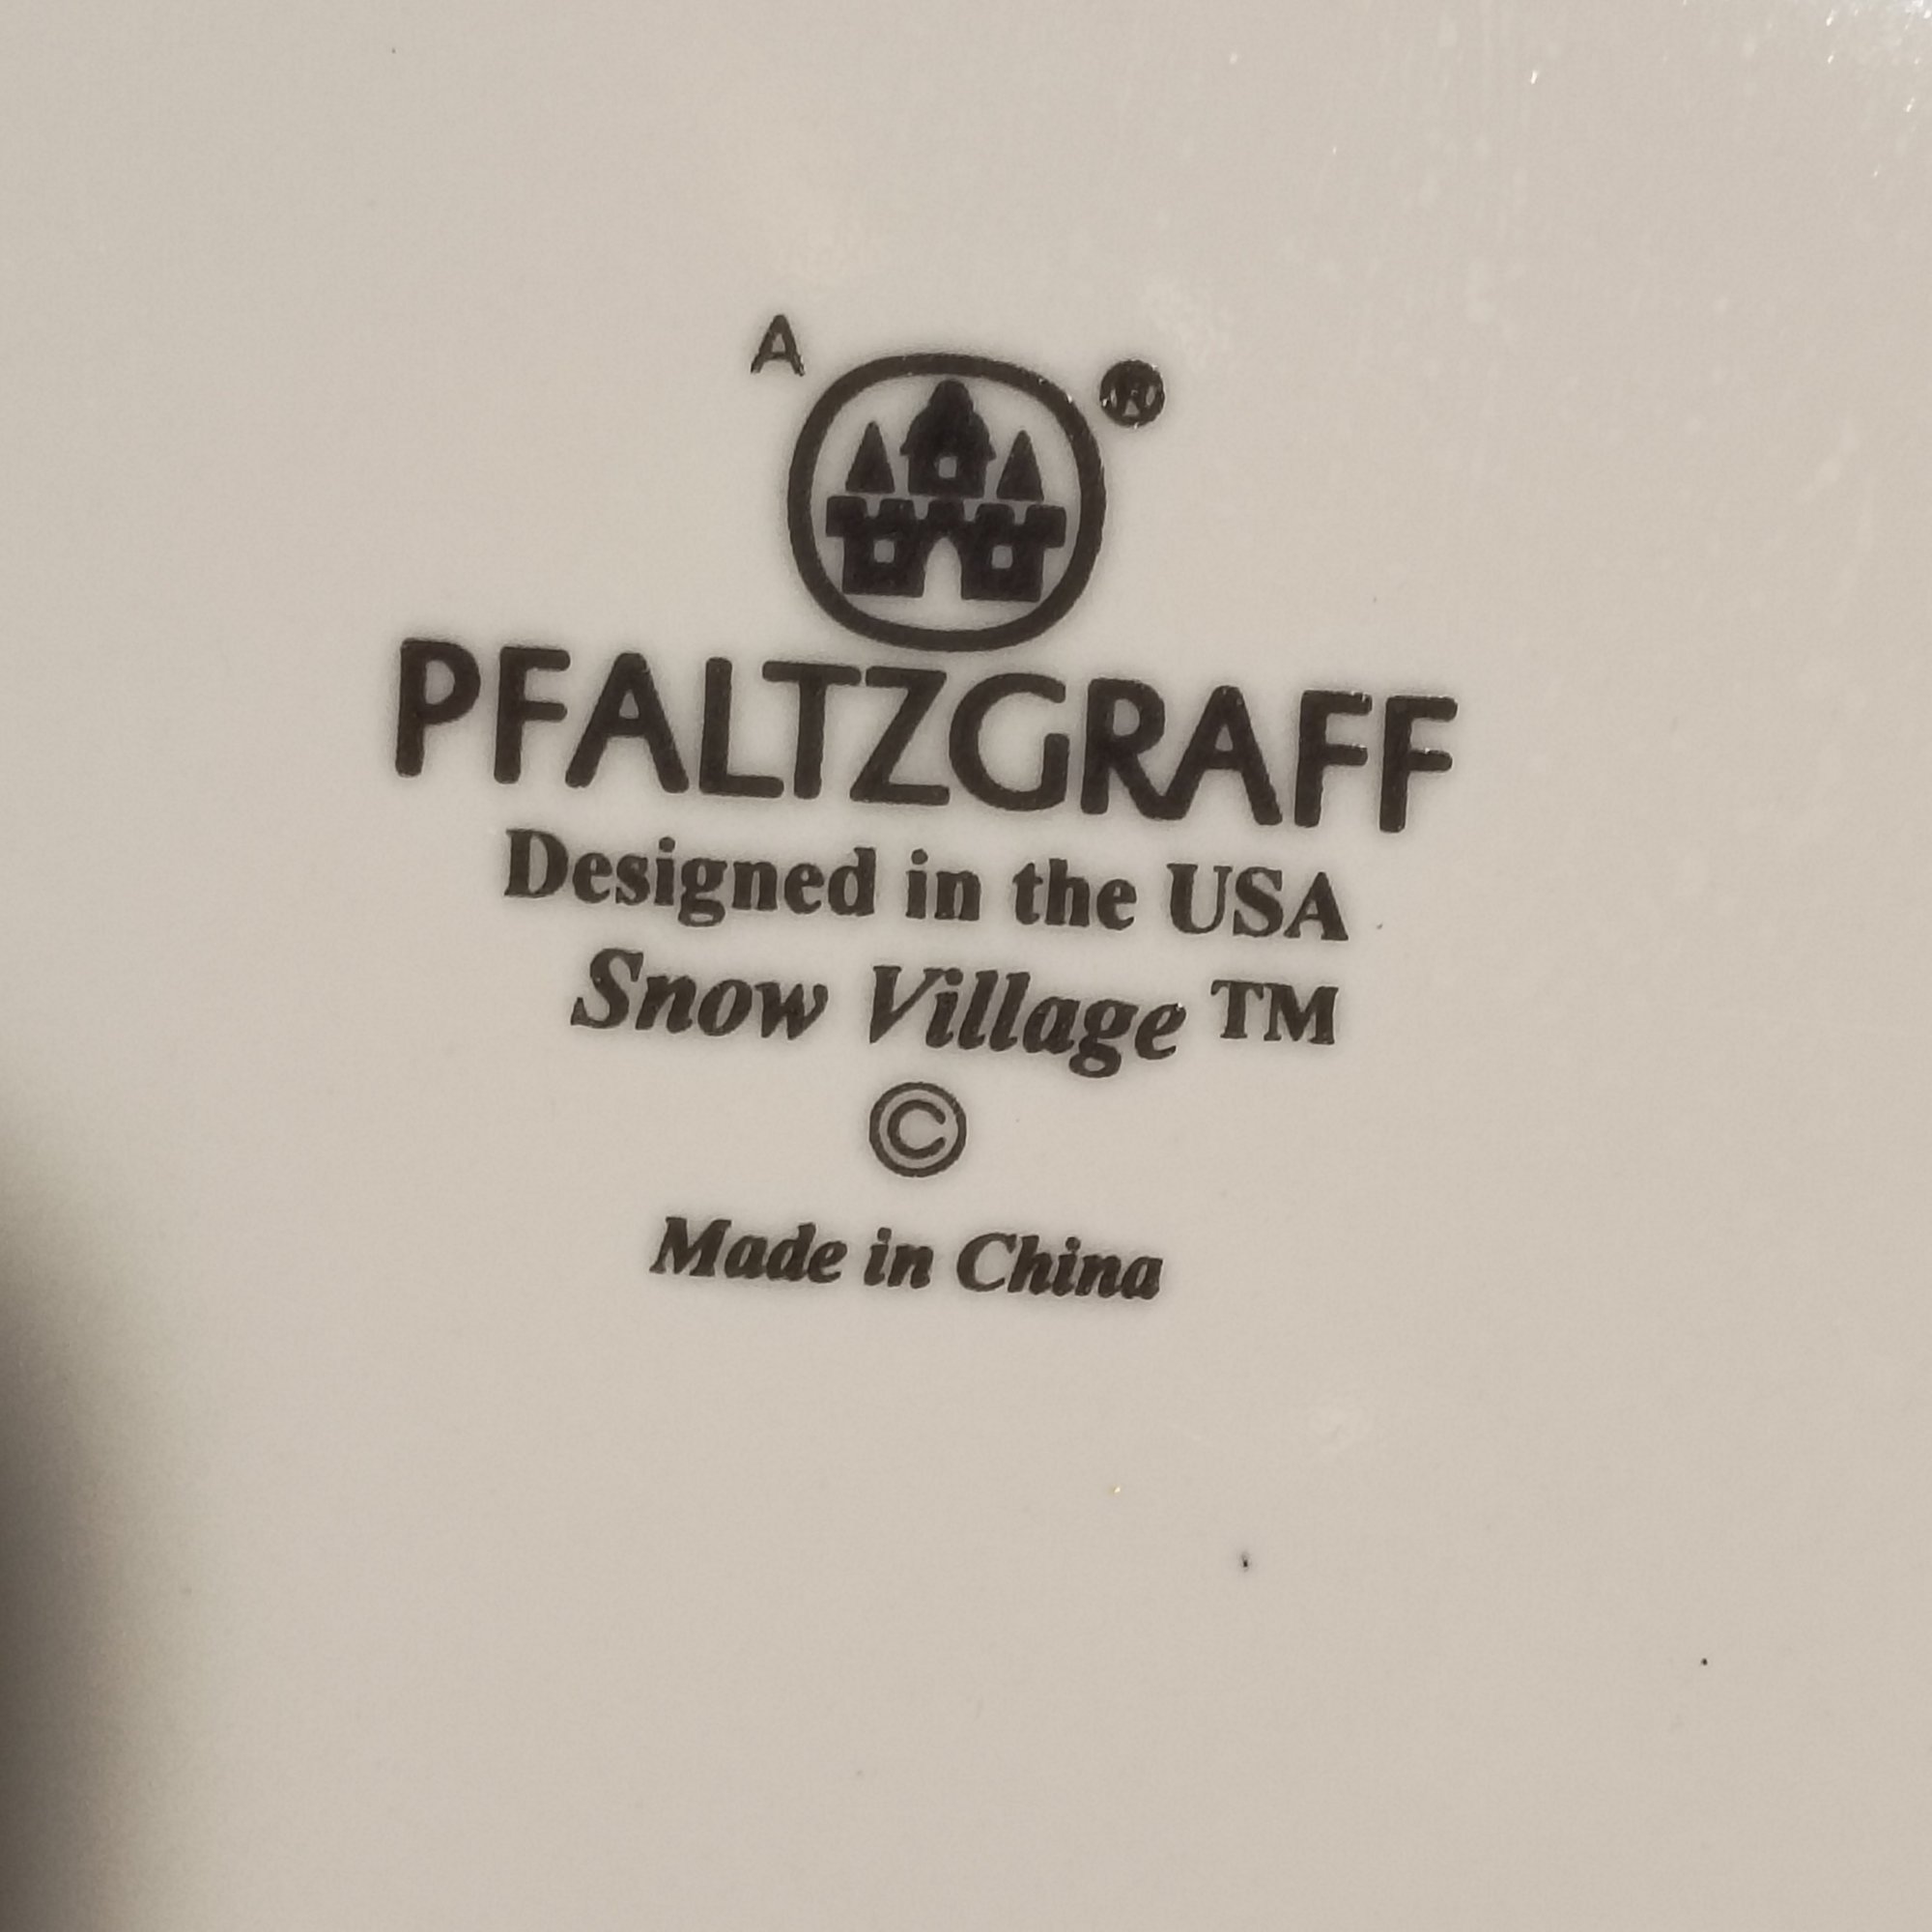 A ®
PFALTZGRAFF
Designed in the USA
Snow Village TM
©
Made in China